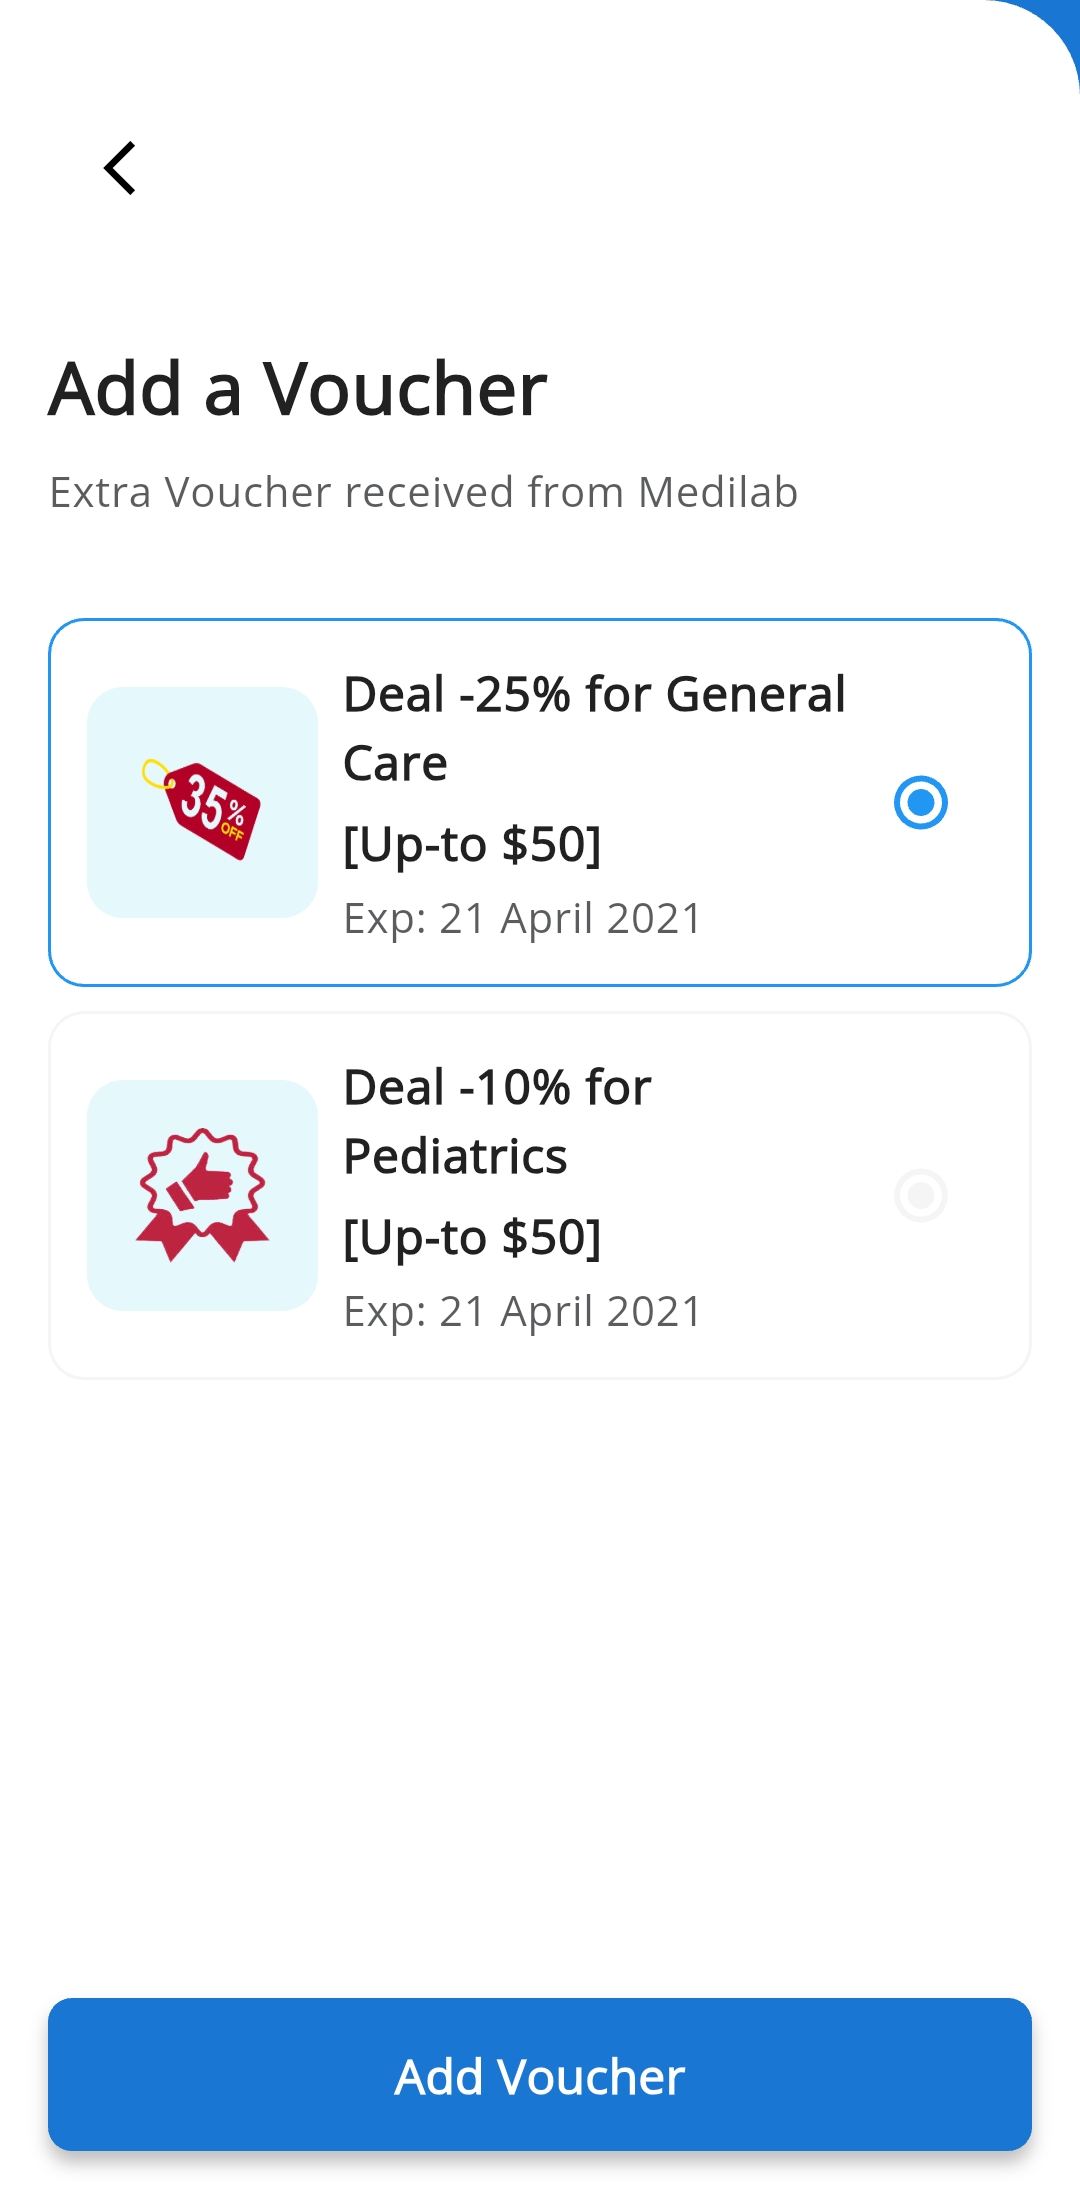 Add a Voucher
Extra Voucher received from Medilab
Deal -25% for General
Care
[Up-to $50]
Exp: 21 April 2021
35%
OFF
Deal -10% for
Pediatrics
[Up-to $50]
Exp: 21 April 2021
Add Voucher